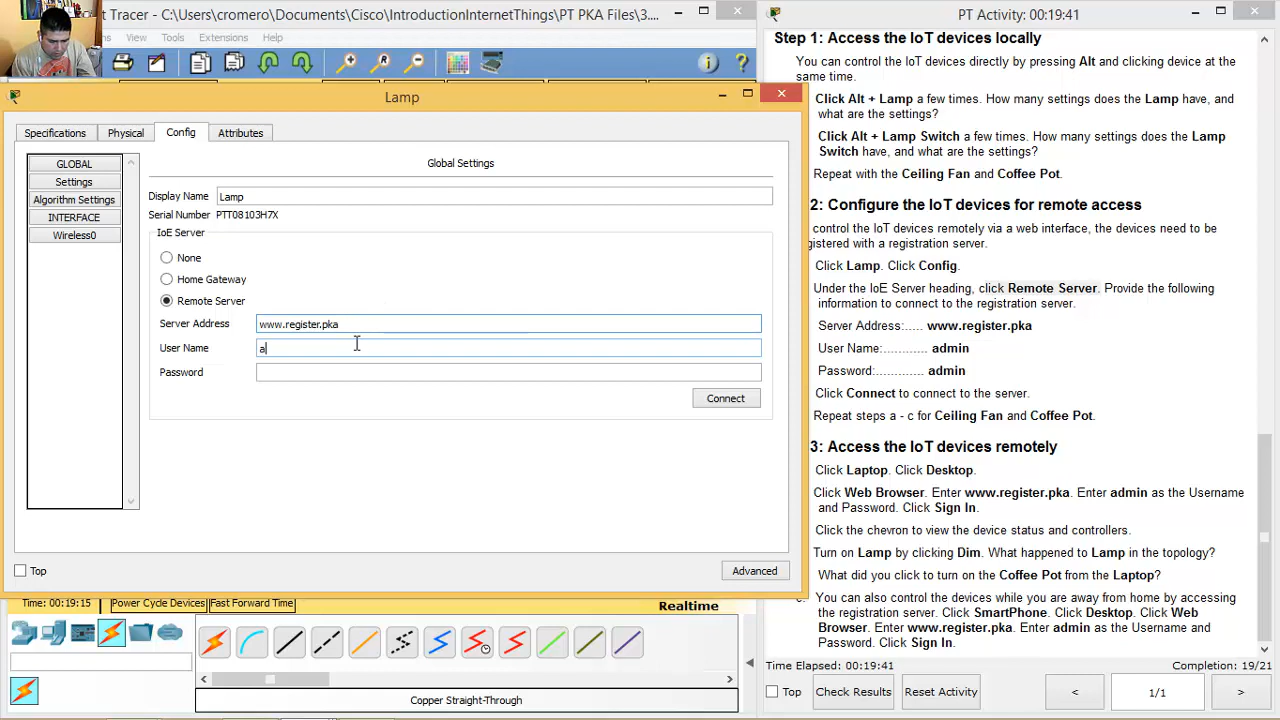 t Tracer - C:\Users\cromero\Documents\Cisco\IntroductionInternetThings\PT PKA Files\3....
View Tools Extensions Help
Lamp
Specifications Physical Config Attributes
GLOBAL
Settings
Algorithm Settings
INTERFACE
Wireless0
Global Settings
Display Name Lamp
Serial Number PTT08103H7X
IoE Server
None
Home Gateway
Remote Server
Server Address www.register.pka
User Name a
Password
Connect
Top
Advanced
Time: 00:19:15 Power Cycle Devices Fast Forward Time Realtime
Copper Straight-Through
PT Activity: 00:19:41
Step 1: Access the IoT devices locally
You can control the IoT devices directly by pressing Alt and clicking device at the
same time.
Click Alt + Lamp a few times. How many settings does the Lamp have, and
what are the settings?
Click Alt + Lamp Switch a few times. How many settings does the Lamp
Switch have, and what are the settings?
Repeat with the Ceiling Fan and Coffee Pot.
2: Configure the IoT devices for remote access
control the IoT devices remotely via a web interface, the devices need to be
gistered with a registration server.
Click Lamp. Click Config.
Under the IoE Server heading, click Remote Server. Provide the following
information to connect to the registration server.
Server Address:..... www.register.pka
User Name:............ admin
Password:.............. admin
Click Connect to connect to the server.
Repeat steps a - c for Ceiling Fan and Coffee Pot.
3: Access the IoT devices remotely
Click Laptop. Click Desktop.
Click Web Browser. Enter www.register.pka. Enter admin as the Username
and Password. Click Sign In.
Click the chevron to view the device status and controllers.
Turn on Lamp by clicking Dim. What happened to Lamp in the topology?
What did you click to turn on the Coffee Pot from the Laptop?
You can also control the devices while you are away from home by accessing
the registration server. Click SmartPhone. Click Desktop. Click Web
Browser. Enter www.register.pka. Enter admin as the Username and
Password. Click Sign In.
Time Elapsed: 00:19:41 Completion: 19/21
Top Check Results Reset Activity < 1/1 >